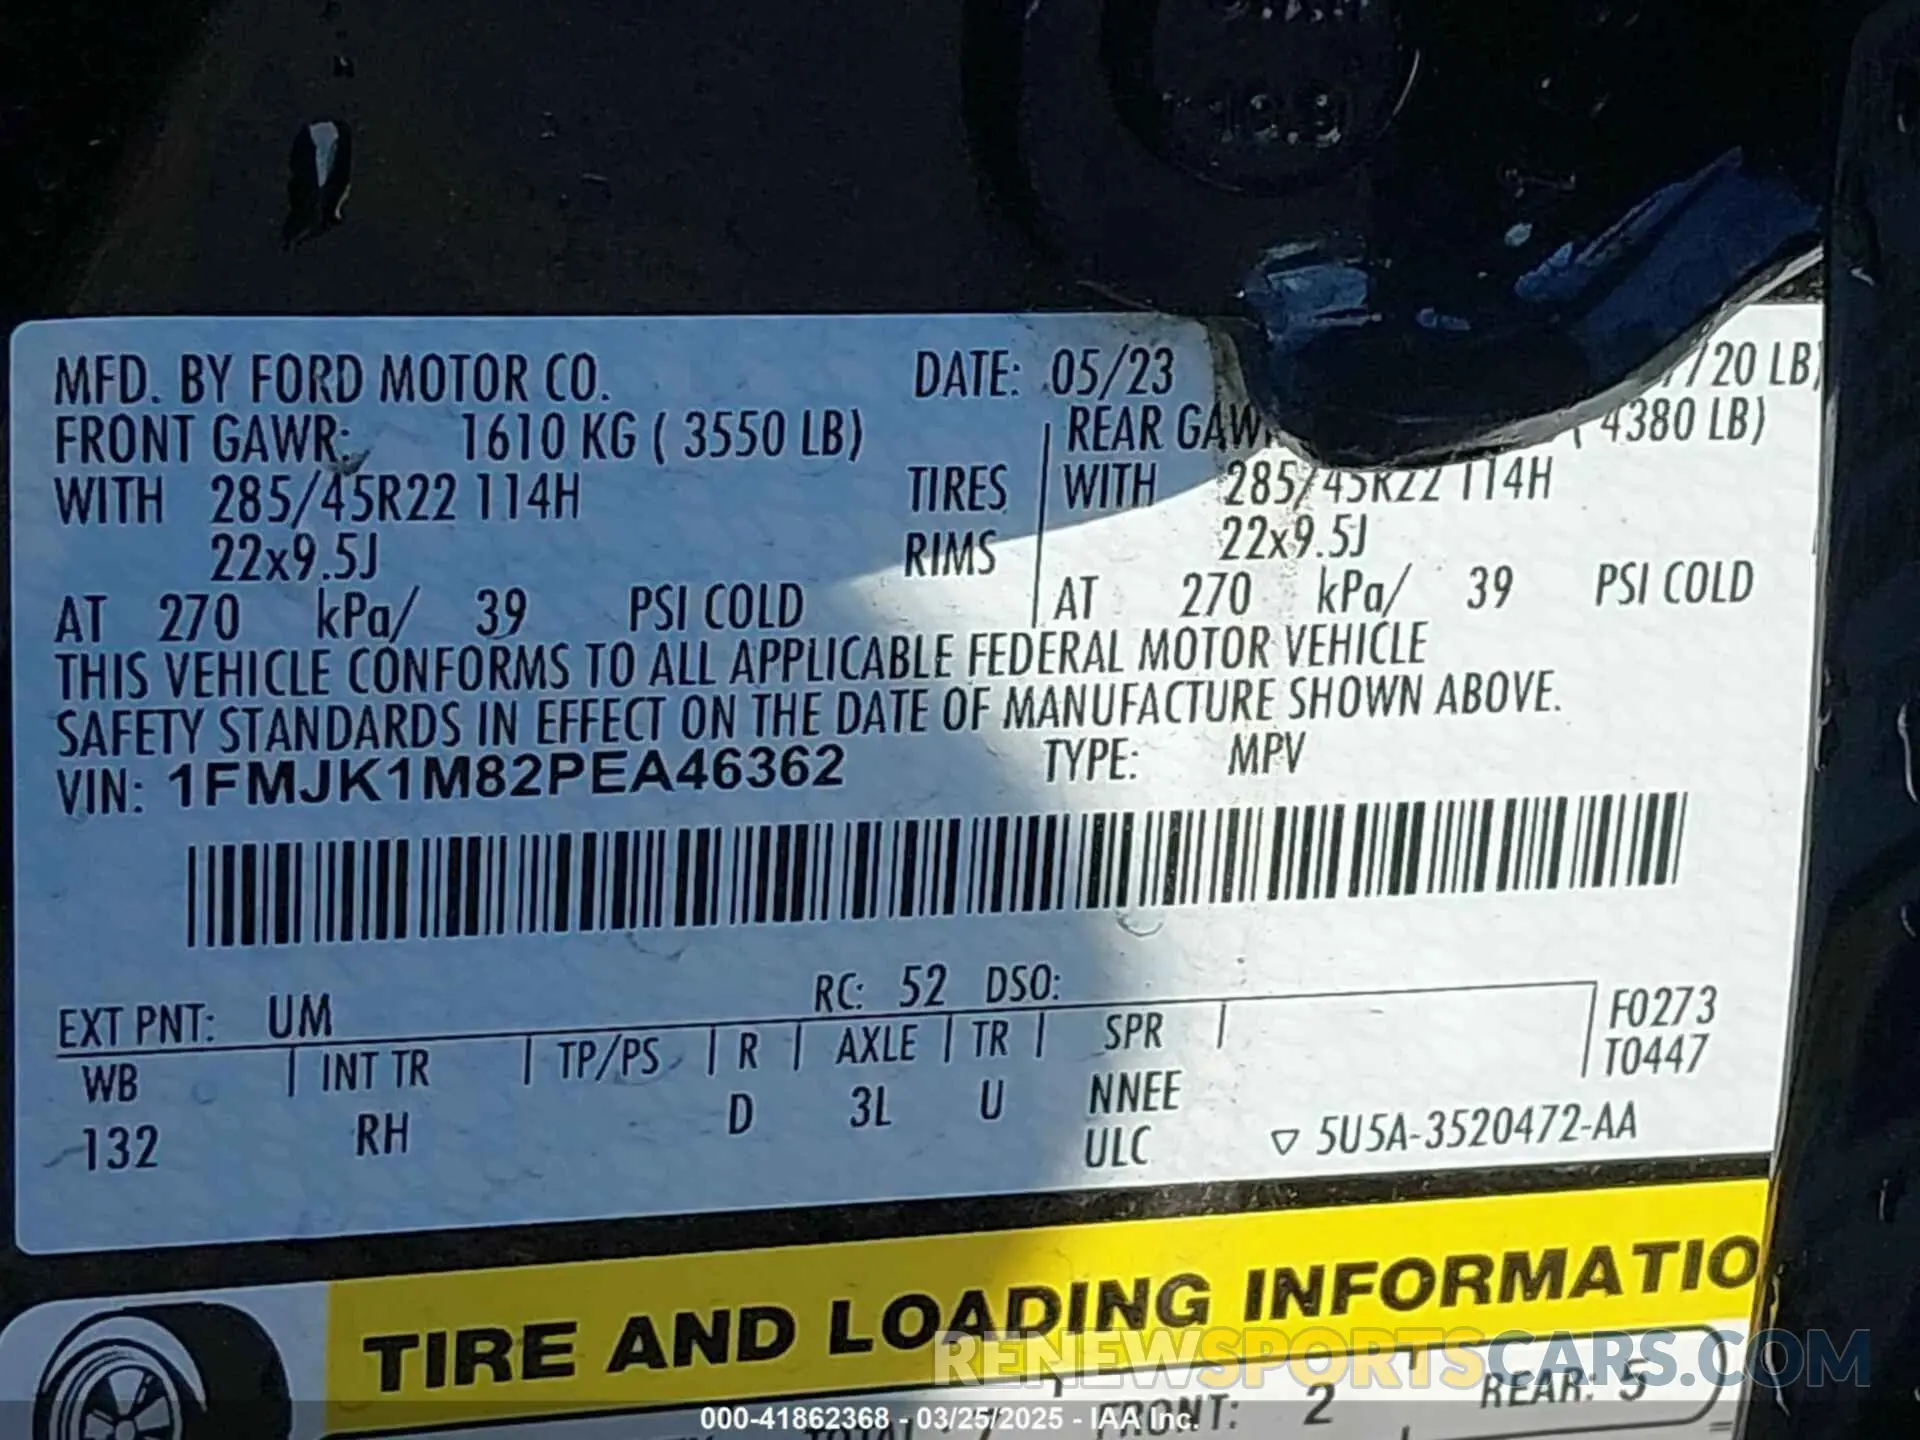 MFD. BY FORD MOTOR CO. DATE: 05/23 20 LB)
FRONT GAWR: 1610 KG ( 3550 LB) REAR ( 4380 LB)
WITH 285/45R22 114H TIRES WITH 285/45R22 114H
22x9.5J RIMS 22x9.5J
AT 270 kPa/ 39 PSI COLD AT 270 kPa/ 39 PSI COLD
THIS VEHICLE CONFORMS TO ALL APPLICABLE FEDERAL MOTOR VEHICLE
SAFETY STANDARDS IN EFFECT ON THE DATE OF MANUFACTURE SHOWN ABOVE.
VIN: 1FMJK1M82PEA46362 TYPE: MPV
EXT PNT: UM RC: 52 DSO:
WB INT TR TP/PS R AXLE TR SPR F0273
T0447
132 RH D 3L U NNEE
ULC ▽ 5U5A-3520472-AA
TIRE AND LOADING INFORMATIO
RENEWSPORTSCARS.COM
FRONT: 2 REAR: 5
000-41862368 - 03/25/2025 - IAA Inc.